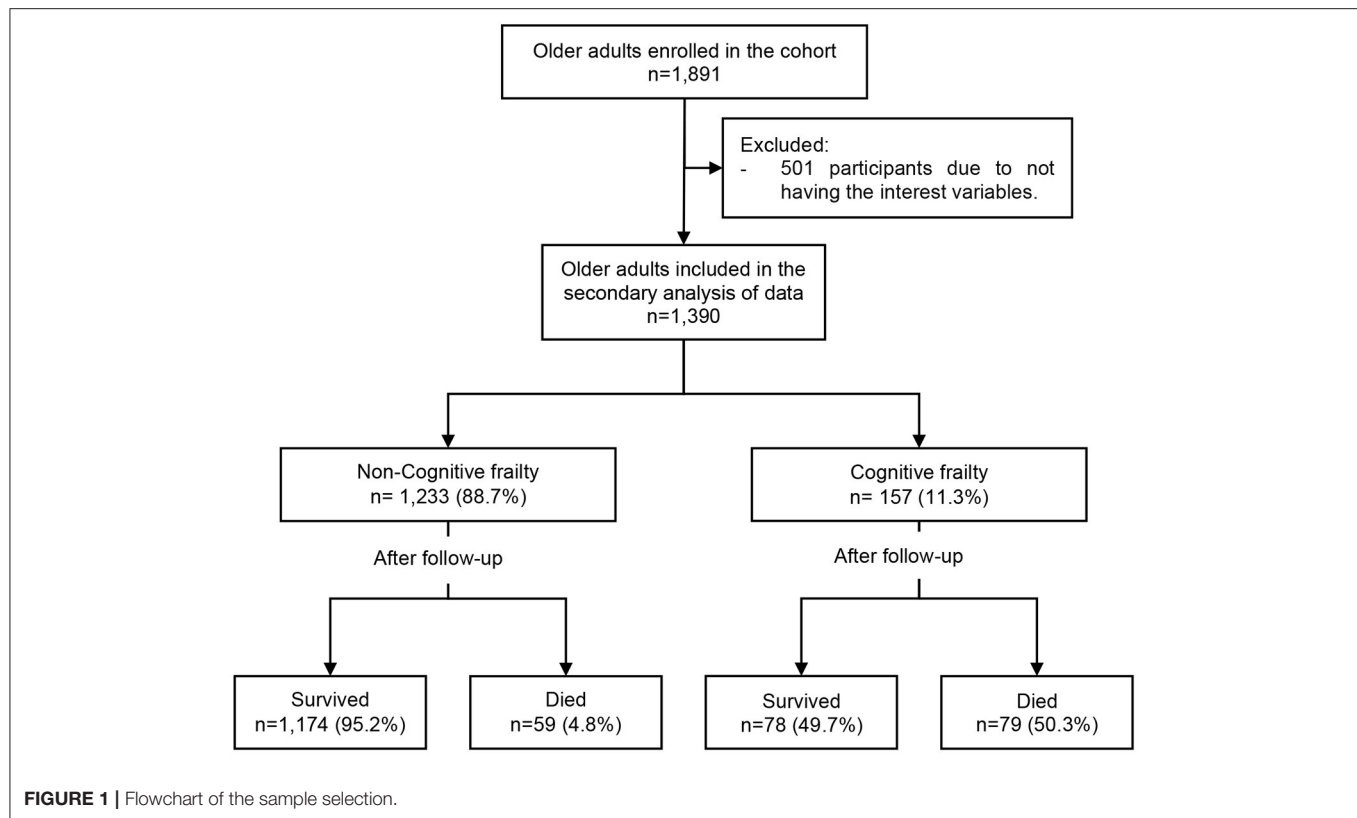 Older adults enrolled in the cohort
n=1,891
Excluded:
- 501 participants due to not
having the interest variables.
Older adults included in the
secondary analysis of data
n=1,390
Non-Cognitive frailty
n= 1,233 (88.7%)
Cognitive frailty
n= 157 (11.3%)
After follow-up
After follow-up
Survived
n=1,174 (95.2%)
Died
n=59 (4.8%)
Survived
n=78 (49.7%)
Died
n=79 (50.3%)
FIGURE 1 | Flowchart of the sample selection.